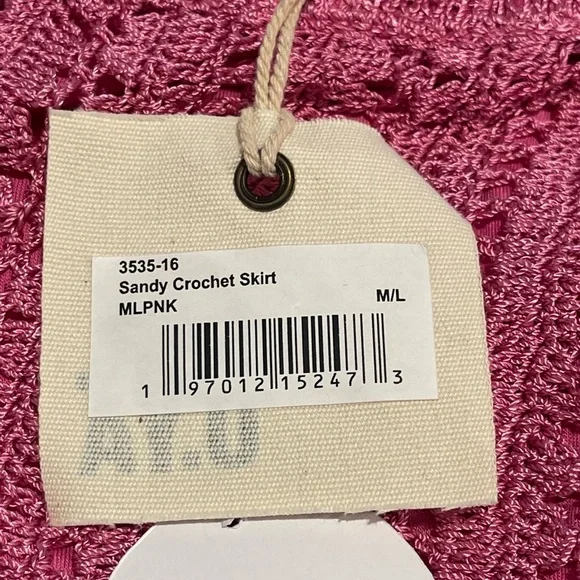 3535-16
Sandy Crochet Skirt
MLPNK M/L
1 97012 15247 3